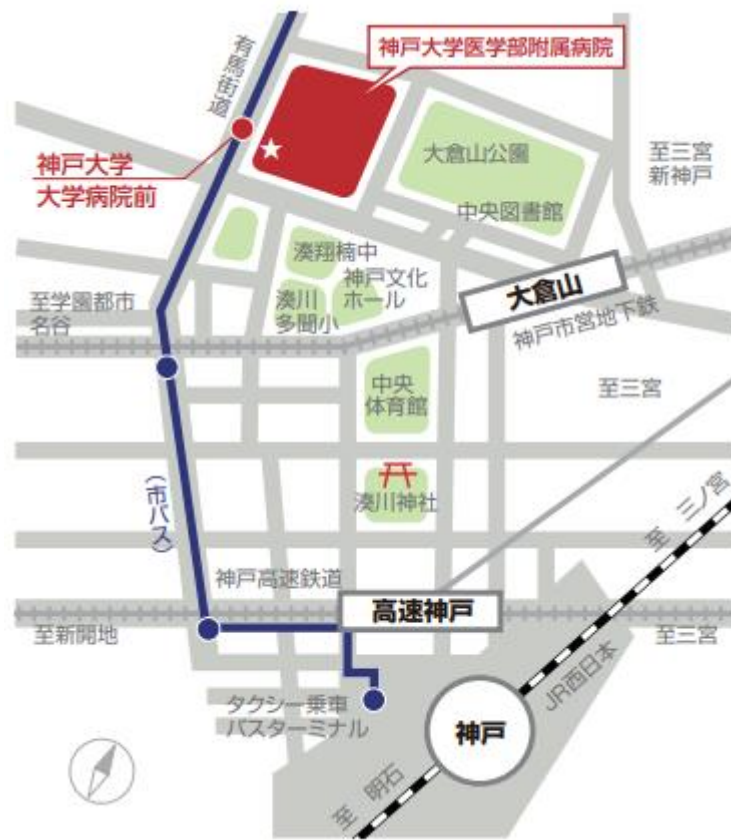 有馬街道
神戸大学医学部附属病院
神戸大学
大学病院前
大倉山公園
至三宮
新神戸
中央図書館
湊翔楠中
神戸文化
ホール
湊川
多聞小
大倉山
至学園都市
名谷
神戸市営地下鉄
中央
体育館
至三宮
(市バス)
湊川神社
至 三ノ宮
神戸高速鉄道
高速神戸
至新開地
至三宮
JR西日本
タクシー乗車
バスターミナル
神戸
至 明石